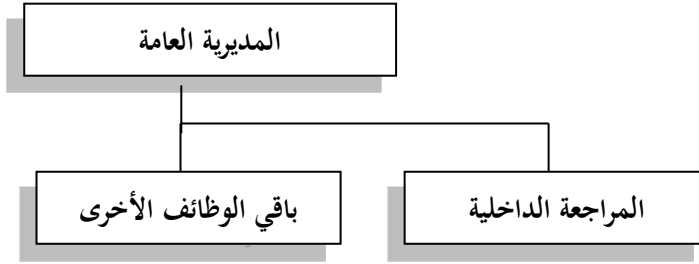 المديرية العامة
المراجعة الداخلية
باقي الوظائف الأخرى